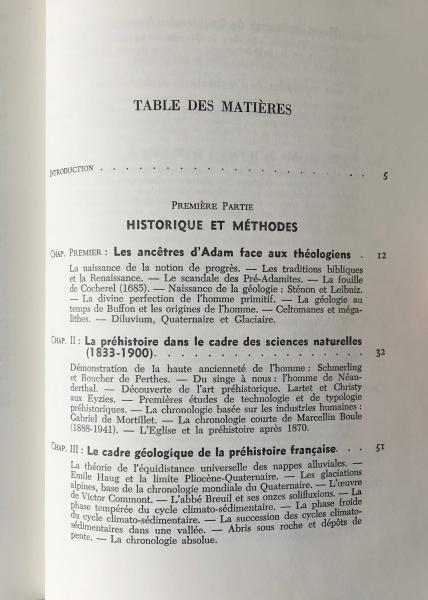 TABLE DES MATIÈRES
INTRODUCTION . . . . . . . . . . . . . . . . . 5
PREMIÈRE PARTIE
HISTORIQUE ET MÉTHODES
CHAP. PREMIER : Les ancêtres d'Adam face aux théologiens . 12
La naissance de la notion de progrès. — Les traditions bibliques
et la Renaissance. — Le scandale des Pré-Adamites. — La fouille
de Cocherel (1685). — Naissance de la géologie : Sténon et Leibniz.
— La divine perfection de l'homme primitif. — La géologie au
temps de Buffon et les origines de l'homme. — Celtomanes et méga-
lithes. — Diluvium, Quaternaire et Glaciaire.
CHAP. II : La préhistoire dans le cadre des sciences naturelles
(1833-1900). . . . . . . . . . . . . . . . 32
Démonstration de la haute ancienneté de l'homme : Schmerling
et Boucher de Perthes. — Du singe à nous : l'homme de Néan-
derthal. — Découverte de l'art préhistorique. Lartet et Christy
aux Eyzies. — Premières études de technologie et de typologie
préhistoriques. — La chronologie basée sur les industries humaines :
Gabriel de Mortillet. — La chronologie courte de Marcellin Boule
(1888-1941). — L'Eglise et la préhistoire après 1870.
CHAP. III : Le cadre géologique de la préhistoire française. . . 51
La théorie de l'équidistance universelle des nappes alluviales. —
Emile Haug et la limite Pliocène-Quaternaire. — Les glaciations
alpines, base de la chronologie mondiale du Quaternaire. — L'œuvre
de Victor Commont. — L'abbé Breuil et ses onzes solifluxions. — La
phase tempérée du cycle climato-sédimentaire. — La phase froide
du cycle climato-sédimentaire. — La succession des cycles climato-
sédimentaires dans une vallée. — Abris sous roche et dépôts de
pente. — La chronologie absolue.